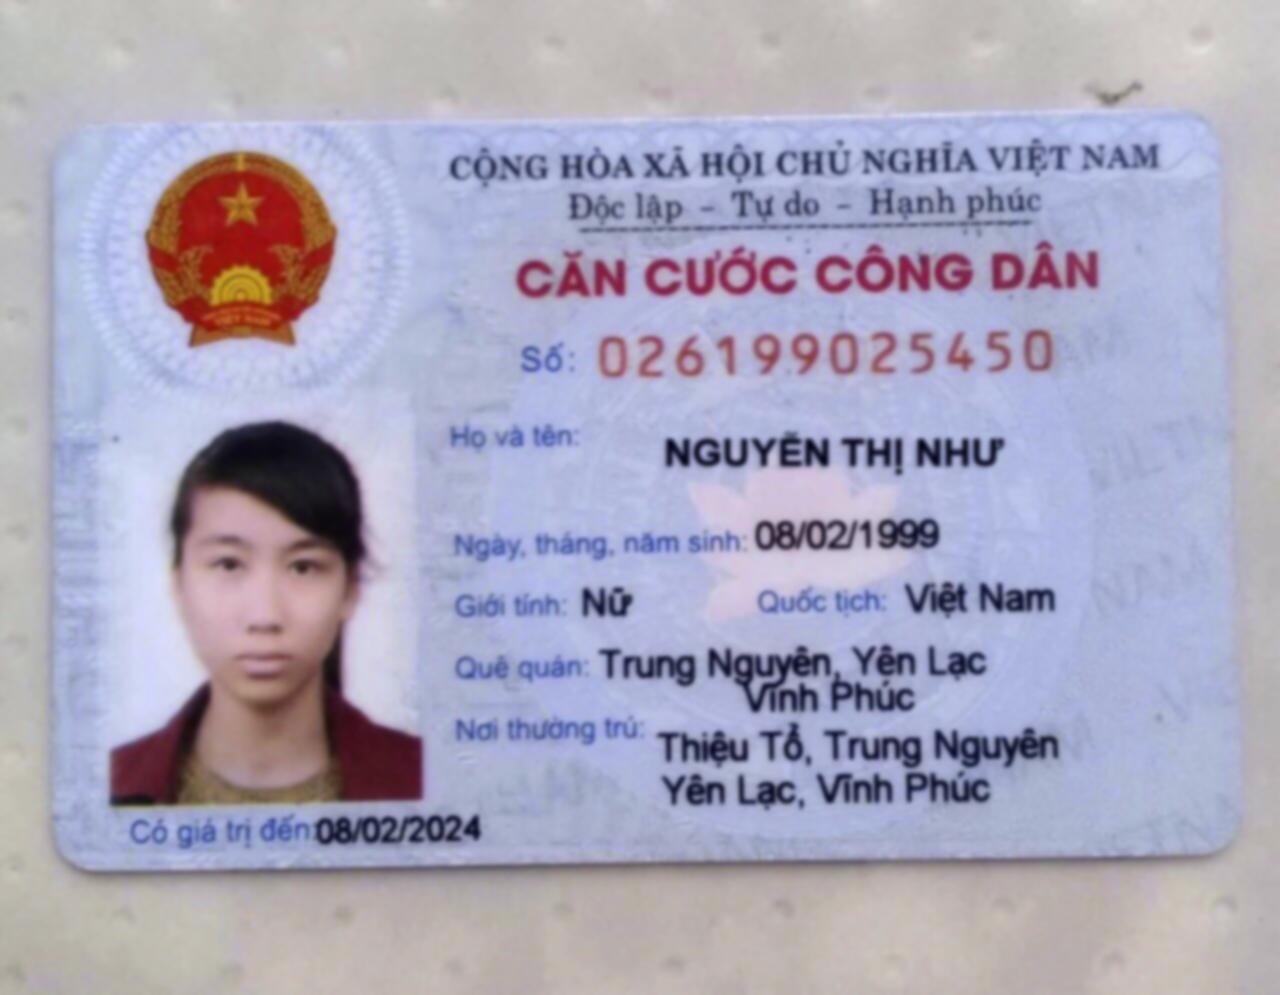 CỘNG HÒA XÃ HỘI CHỦ NGHĨA VIỆT NAM
Độc lập – Tự do – Hạnh phúc
CĂN CƯỚC CÔNG DÂN
Số: 026199025450
Họ và tên: NGUYỄN THỊ NHƯ
Ngày, tháng, năm sinh: 08/02/1999
Giới tính: Nữ Quốc tịch: Việt Nam
Quê quán: Trung Nguyên, Yên Lạc
Vĩnh Phúc
Nơi thường trú: Thiệu Tổ, Trung Nguyên
Yên Lạc, Vĩnh Phúc
Có giá trị đến: 08/02/2024